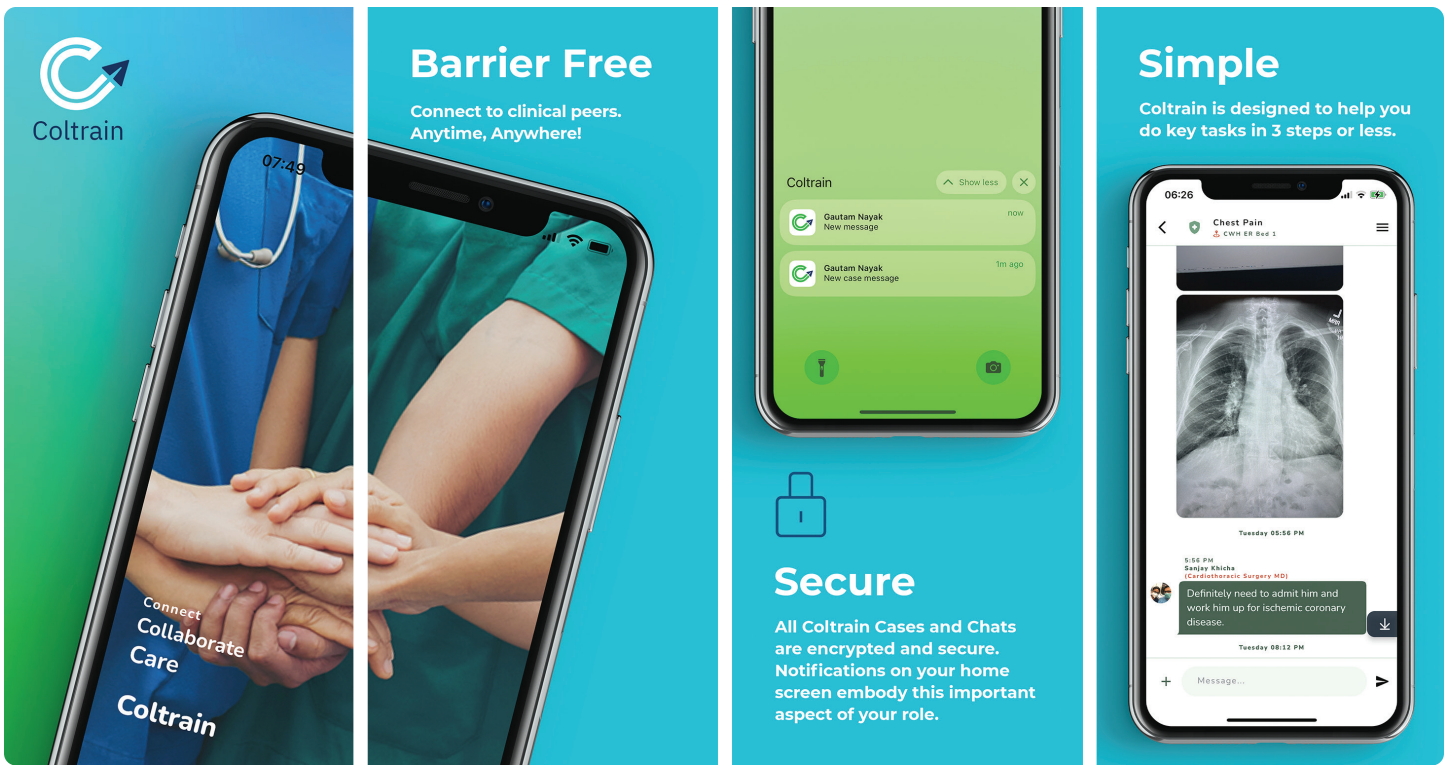 Coltrain
07:49
Connect
Collaborate
Care
Coltrain
Barrier Free
Connect to clinical peers.
Anytime, Anywhere!
Coltrain
Show less
Gautam Nayak
now
New message
Gautam Nayak
1m ago
New case message
Secure
All Coltrain Cases and Chats
are encrypted and secure.
Notifications on your home
screen embody this important
aspect of your role.
Simple
Coltrain is designed to help you
do key tasks in 3 steps or less.
06:26
Chest Pain
CWH ER Bed 1
Tuesday 05:56 PM
5:56 PM
Sanjay Khicha
(Cardiothoracic Surgery MD)
Definitely need to admit him and
work him up for ischemic coronary
disease.
Tuesday 08:12 PM
Message...